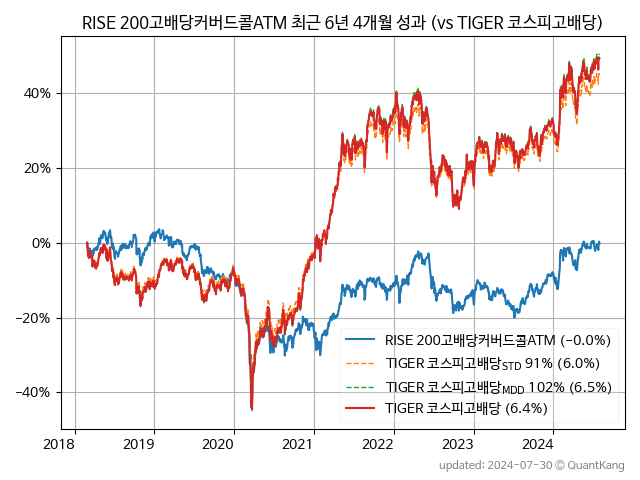 RISE 200고배당커버드콜ATM 최근 6년 4개월 성과 (vs TIGER 코스피고배당)
40%
20%
0%
−20%
−40%
RISE 200고배당커버드콜ATM (−0.0%)
TIGER 코스피고배당STD 91% (6.0%)
TIGER 코스피고배당MDD 102% (6.5%)
TIGER 코스피고배당 (6.4%)
2018 2019 2020 2021 2022 2023 2024
updated: 2024-07-30 © QuantKang